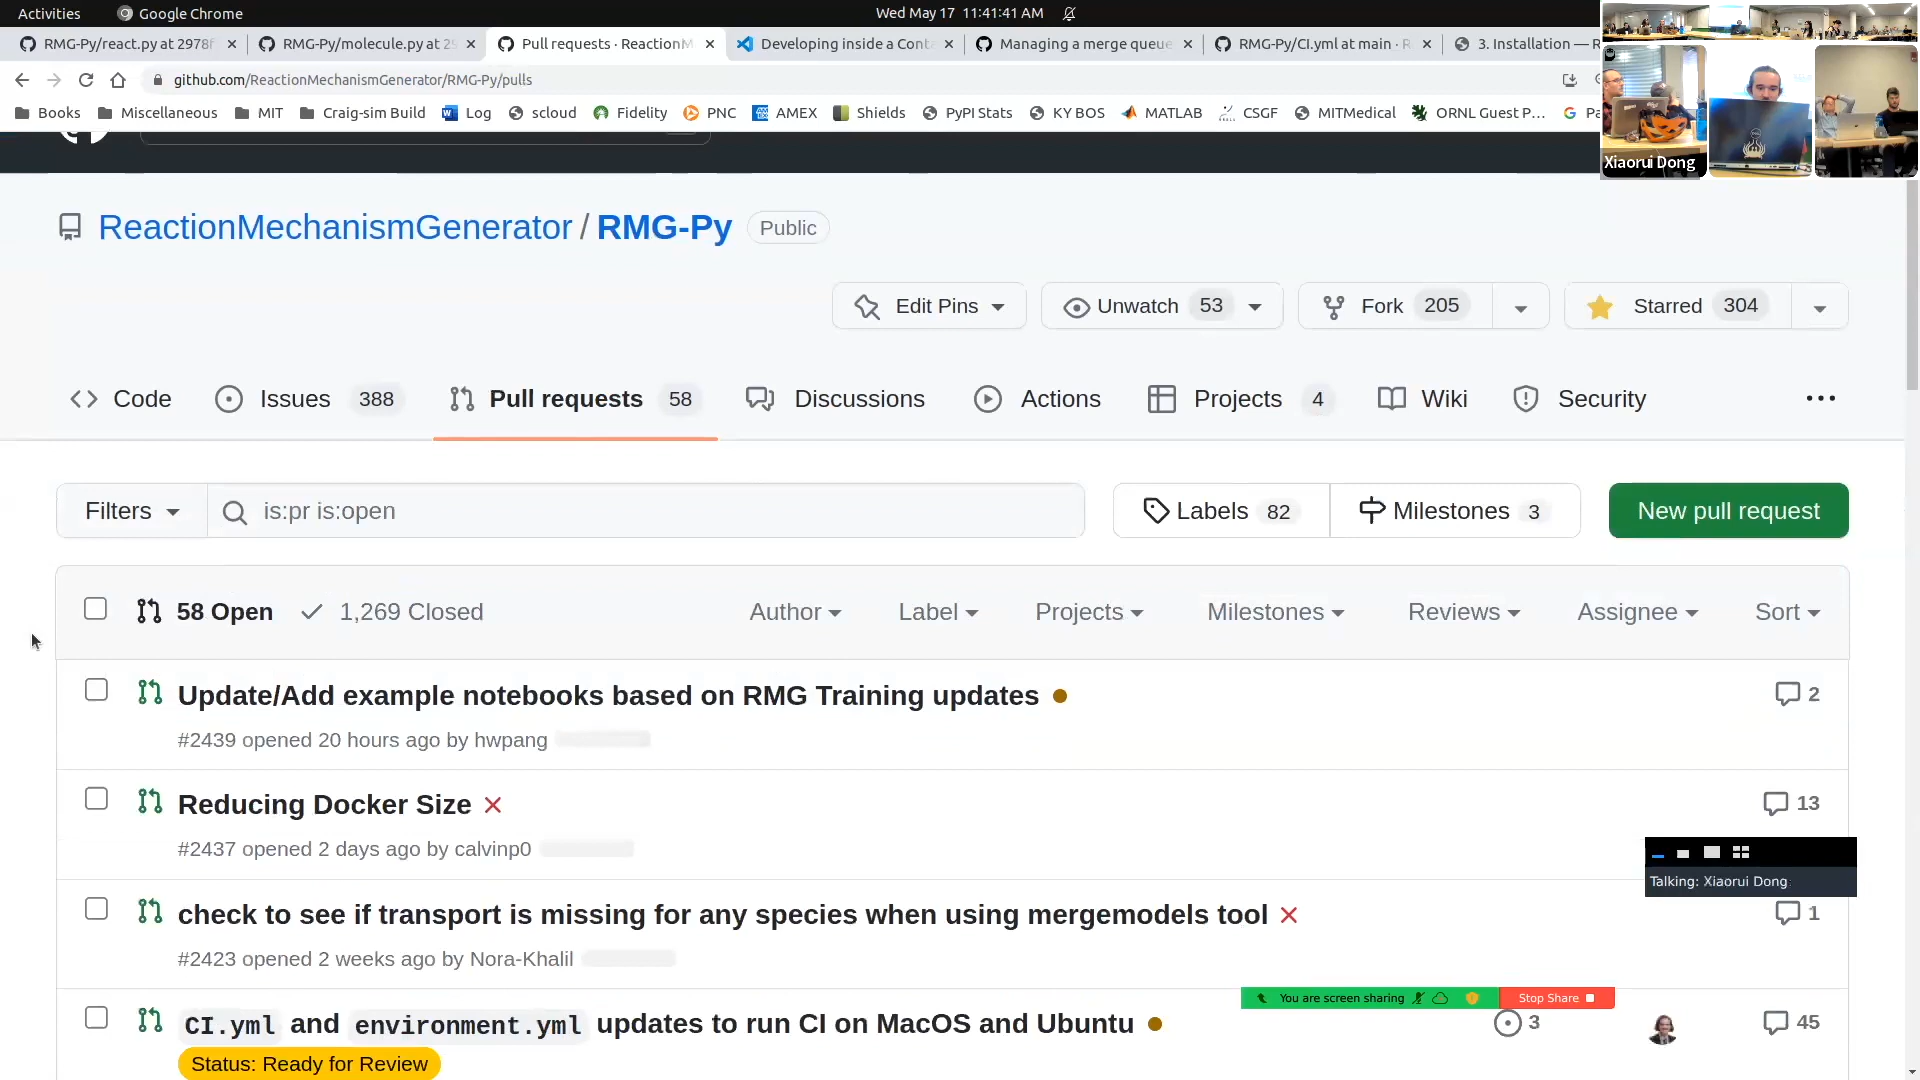 Activities Google Chrome Wed May 17 11:41:41 AM
RMG-Py/react.py at 2978f RMG-Py/molecule.py at 29 Pull requests · ReactionM Developing inside a Cont Managing a merge queue RMG-Py/CI.yml at main · R 3. Installation — R
github.com/ReactionMechanismGenerator/RMG-Py/pulls
Books Miscellaneous MIT Craig-sim Build Log scloud Fidelity PNC AMEX Shields PyPI Stats KY BOS MATLAB CSGF MITMedical ORNL Guest P... Pa
Xiaorui Dong
ReactionMechanismGenerator / RMG-Py Public
Edit Pins Unwatch 53 Fork 205 Starred 304
Code Issues 388 Pull requests 58 Discussions Actions Projects 4 Wiki Security
Filters is:pr is:open Labels 82 Milestones 3 New pull request
58 Open 1,269 Closed Author Label Projects Milestones Reviews Assignee Sort
Update/Add example notebooks based on RMG Training updates 2
#2439 opened 20 hours ago by hwpang
Reducing Docker Size 13
#2437 opened 2 days ago by calvinp0
Talking: Xiaorui Dong
check to see if transport is missing for any species when using mergemodels tool 1
#2423 opened 2 weeks ago by Nora-Khalil
You are screen sharing Stop Share
CI.yml and environment.yml updates to run CI on MacOS and Ubuntu 3 45
Status: Ready for Review